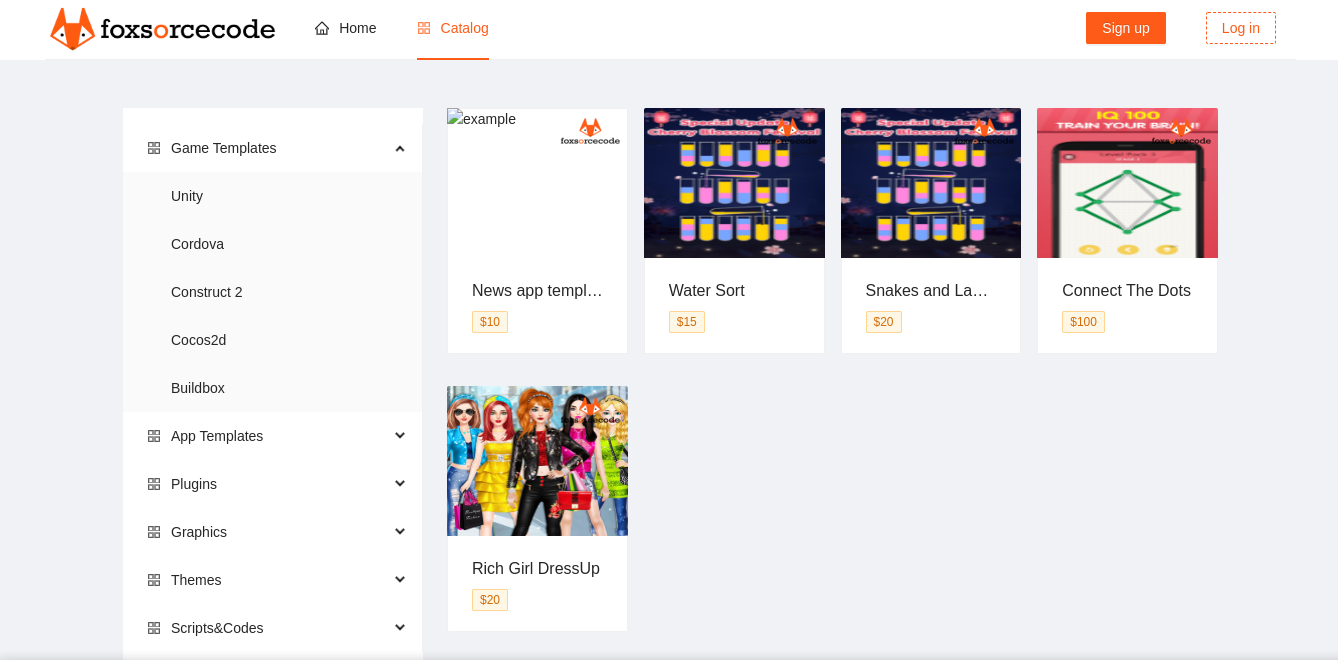 foxsorcecode
Home
Catalog
Sign up
Log in
Game Templates
Unity
Cordova
Construct 2
Cocos2d
Buildbox
App Templates
Plugins
Graphics
Themes
Scripts&Codes
example
foxsorcecode
News app templ…
$10
Special Update
Cherry Blossom Festival
foxsorcecode
Water Sort
$15
Special Update
Cherry Blossom Festival
foxsorcecode
Snakes and La…
$20
IQ 100
TRAIN YOUR BRAIN!
foxsorcecode
Connect The Dots
$100
foxsorcecode
Rich Girl DressUp
$20